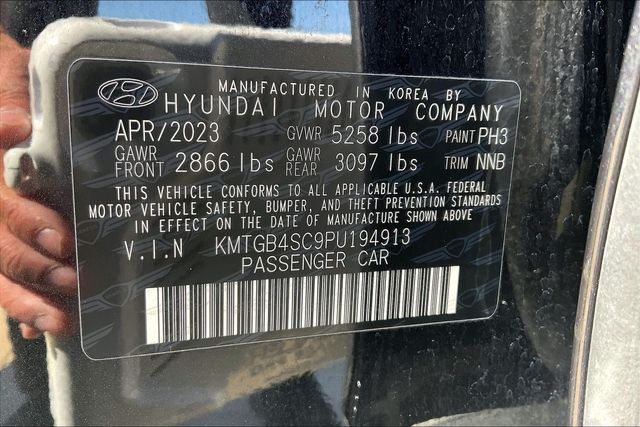 MANUFACTURED IN KOREA BY
HYUNDAI MOTOR COMPANY
APR/2023 GVWR 5258 lbs PAINT PH3
GAWR FRONT 2866 lbs GAWR REAR 3097 lbs TRIM NNB
THIS VEHICLE CONFORMS TO ALL APPLICABLE U.S.A. FEDERAL
MOTOR VEHICLE SAFETY, BUMPER, AND THEFT PREVENTION STANDARDS
IN EFFECT ON THE DATE OF MANUFACTURE SHOWN ABOVE
V.I.N KMTGB4SC9PU194913
PASSENGER CAR